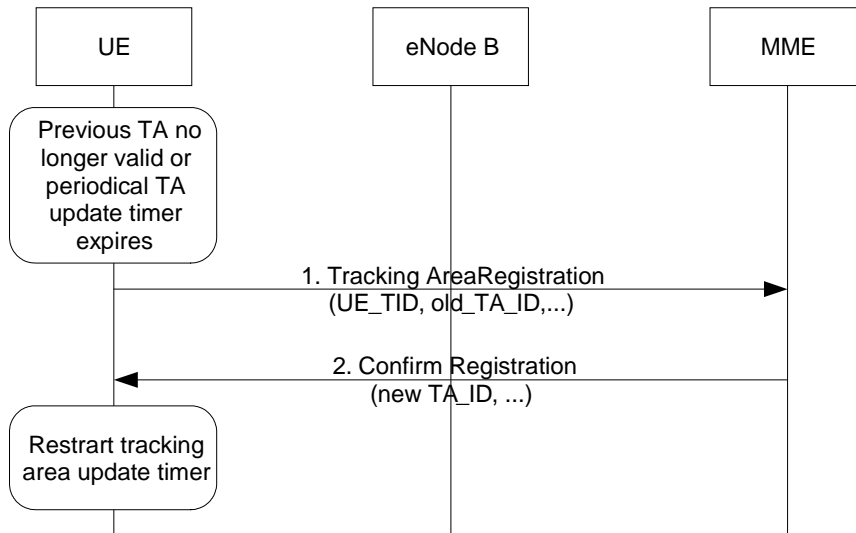 UE
eNode B
MME
Previous TA no
longer valid or
periodical TA
update timer
expires
1. Tracking AreaRegistration
(UE_TID, old_TA_ID,...)
2. Confirm Registration
(new TA_ID, ...)
Restrart tracking
area update timer